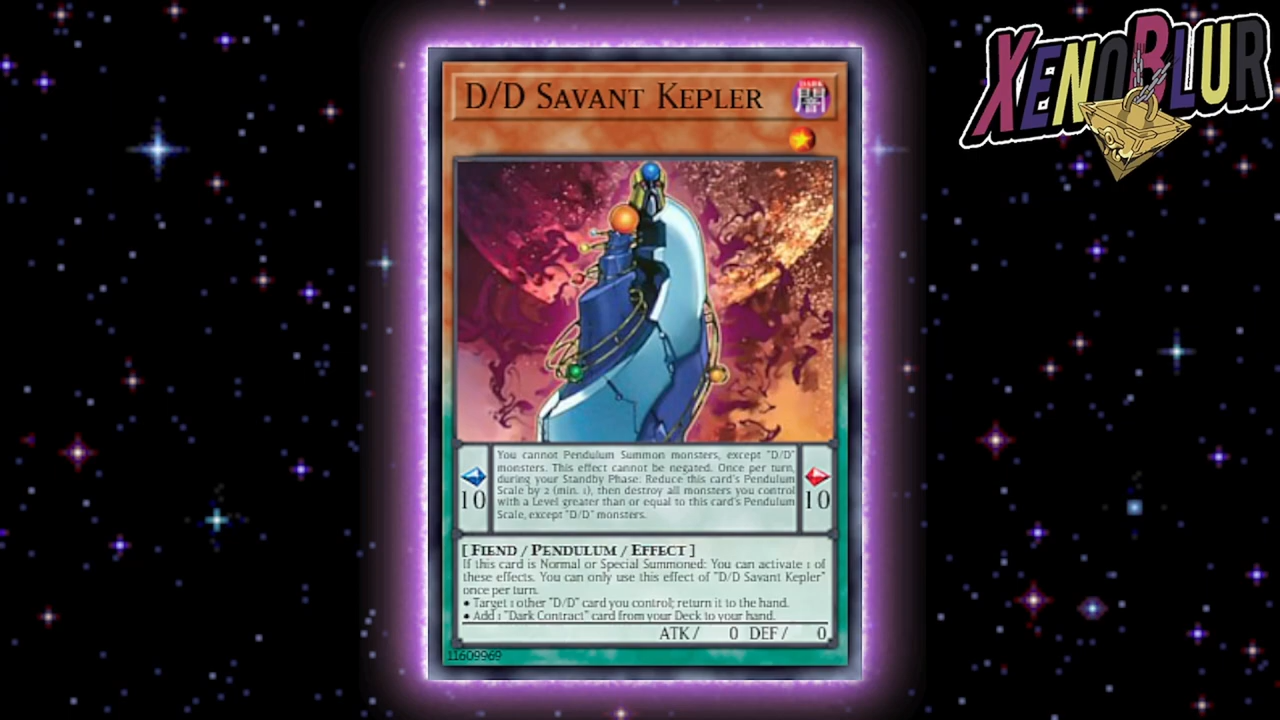 XENOBLUR
D/D SAVANT KEPLER
DARK
You cannot Pendulum Summon monsters, except "D/D"
monsters. This effect cannot be negated. Once per turn,
during your Standby Phase: Reduce this card's Pendulum
Scale by 2 (min. 1), then destroy all monsters you control
with a Level greater than or equal to this card's Pendulum
Scale, except "D/D" monsters.
10
10
[ FIEND / PENDULUM / EFFECT ]
If this card is Normal or Special Summoned: You can activate 1 of
these effects. You can only use this effect of "D/D Savant Kepler"
once per turn.
● Target 1 other "D/D" card you control; return it to the hand.
● Add 1 "Dark Contract" card from your Deck to your hand.
ATK / 0 DEF / 0
11609969